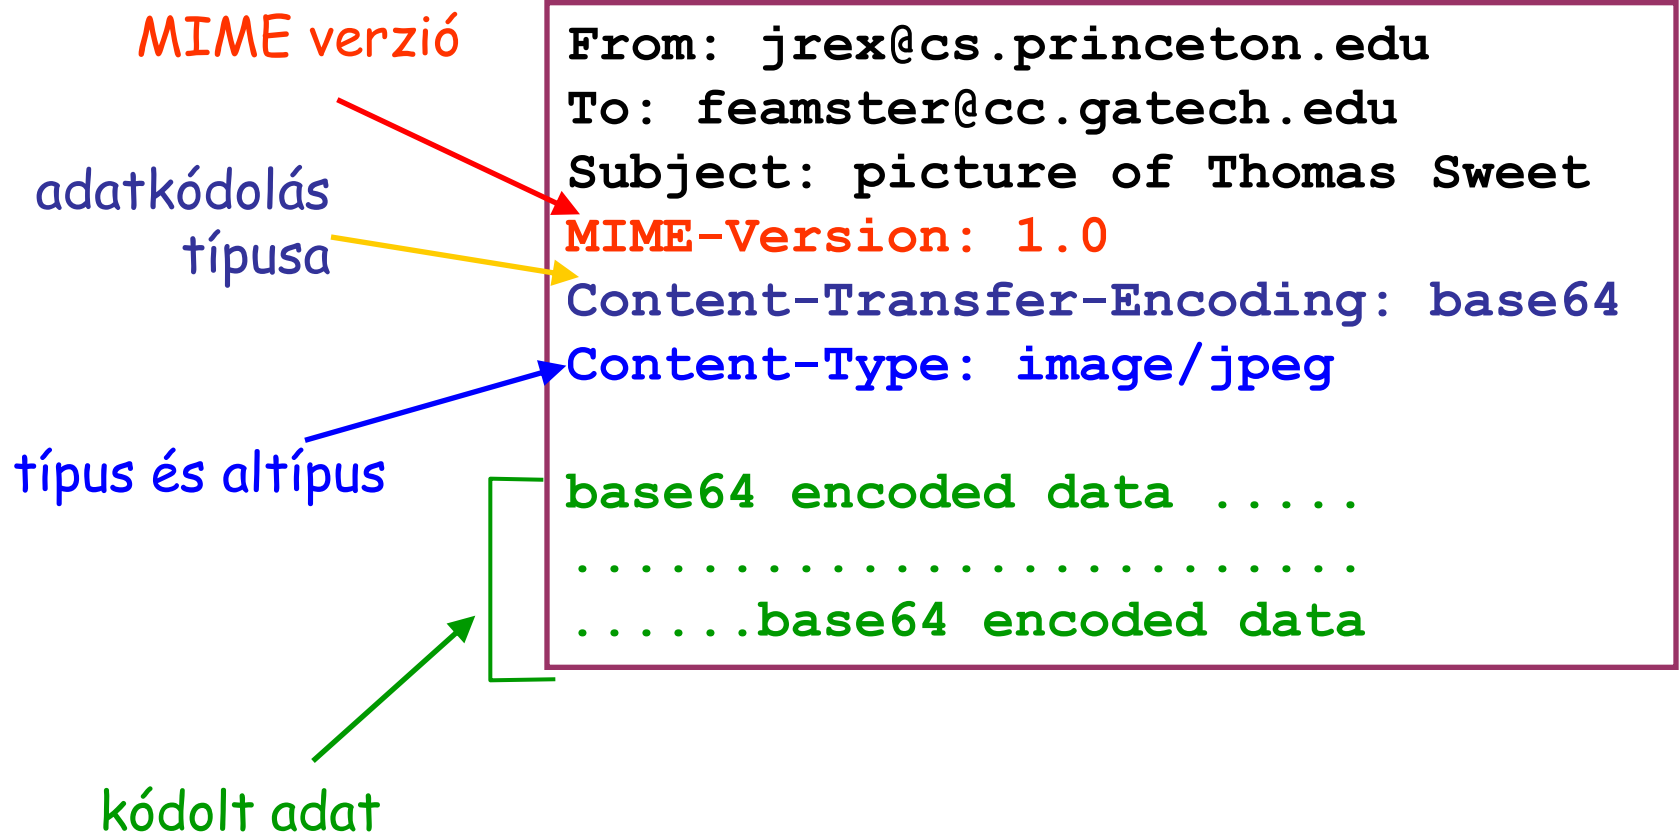 MIME verzió
adatkódolás
típusa
típus és altípus
kódolt adat
From: jrex@cs.princeton.edu
To: feamster@cc.gatech.edu
Subject: picture of Thomas Sweet
MIME-Version: 1.0
Content-Transfer-Encoding: base64
Content-Type: image/jpeg
base64 encoded data .....
.........................
......base64 encoded data